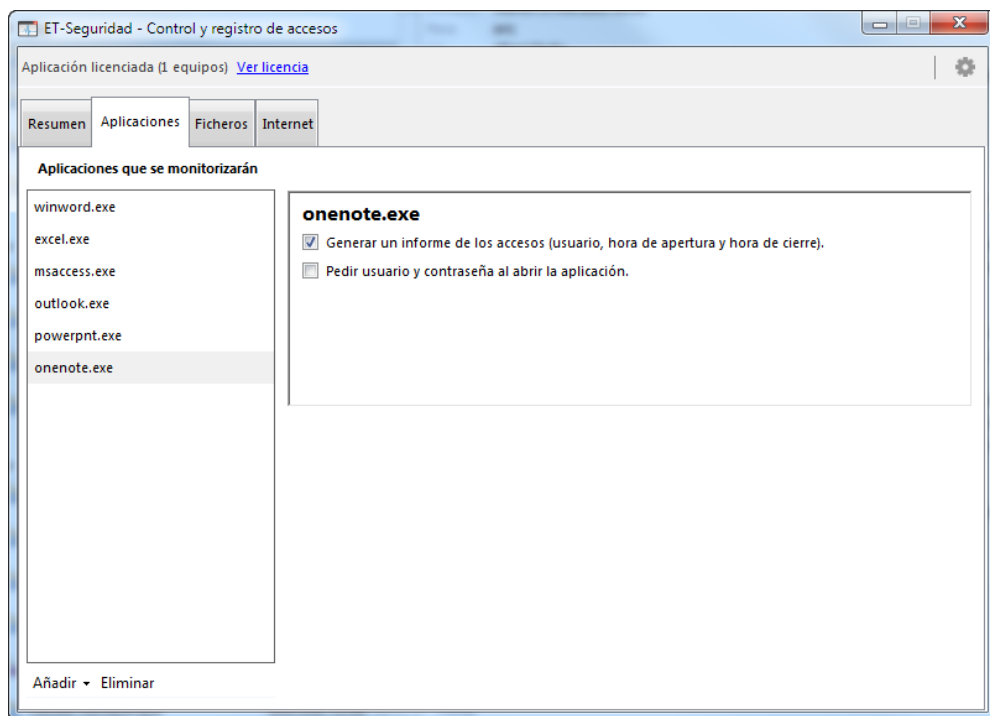 ET-Seguridad - Control y registro de accesos
Aplicación licenciada (1 equipos) Ver licencia
Resumen Aplicaciones Ficheros Internet
Aplicaciones que se monitorizarán
winword.exe
excel.exe
msaccess.exe
outlook.exe
powerpnt.exe
onenote.exe
onenote.exe
Generar un informe de los accesos (usuario, hora de apertura y hora de cierre).
Pedir usuario y contraseña al abrir la aplicación.
Añadir Eliminar